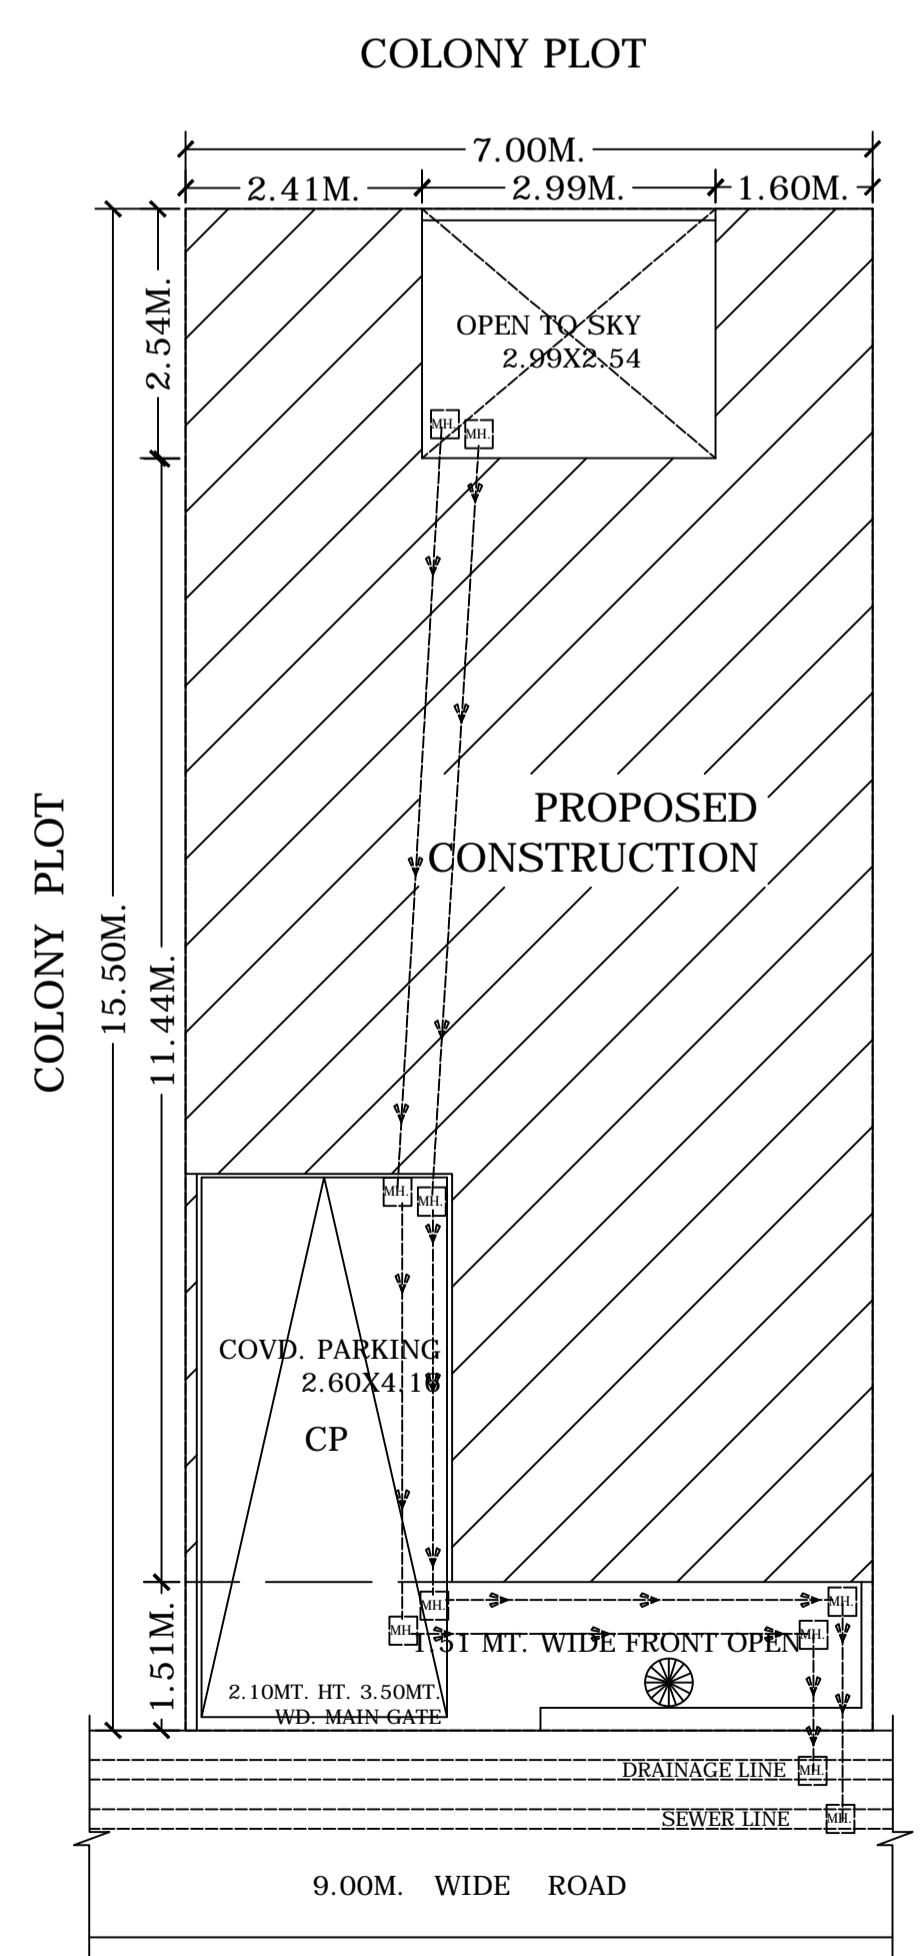 COLONY PLOT
7.00M.
2.41M.
2.99M.
1.60M.
2.54M.
OPEN TO SKY
2.99X2.54
MH.
MH.
PROPOSED
CONSTRUCTION
COLONY PLOT
15.50M.
11.44M.
MH.
MH.
COVD. PARKING
2.60X4.16
CP
MH.
MH.
MH.
MH.
1.51 MT. WIDE FRONT OPEN
1.51M.
2.10MT. HT. 3.50MT.
WD. MAIN GATE
DRAINAGE LINE
MH.
SEWER LINE
MH.
9.00M. WIDE ROAD